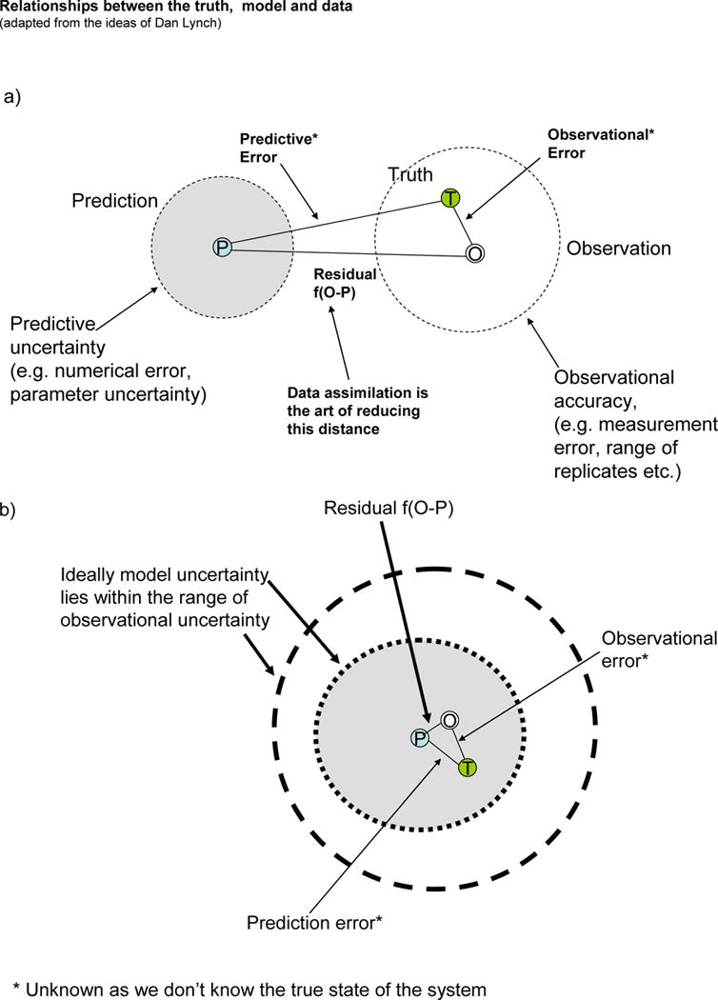 Relationships between the truth,  model and data
(adapted from the ideas of Dan Lynch)
a)
Predictive*
Error
Observational*
Error
Truth
T
Prediction
P
O
Observation
Residual
f(O-P)
Predictive
uncertainty
(e.g. numerical error,
parameter uncertainty)
Data assimilation is
the art of reducing
this distance
Observational
accuracy,
(e.g. measurement
error, range of
replicates etc.)
b)
Residual f(O-P)
Ideally model uncertainty
lies within the range of
observational uncertainty
Observational
error*
O
P
T
Prediction error*
* Unknown as we don’t know the true state of the system